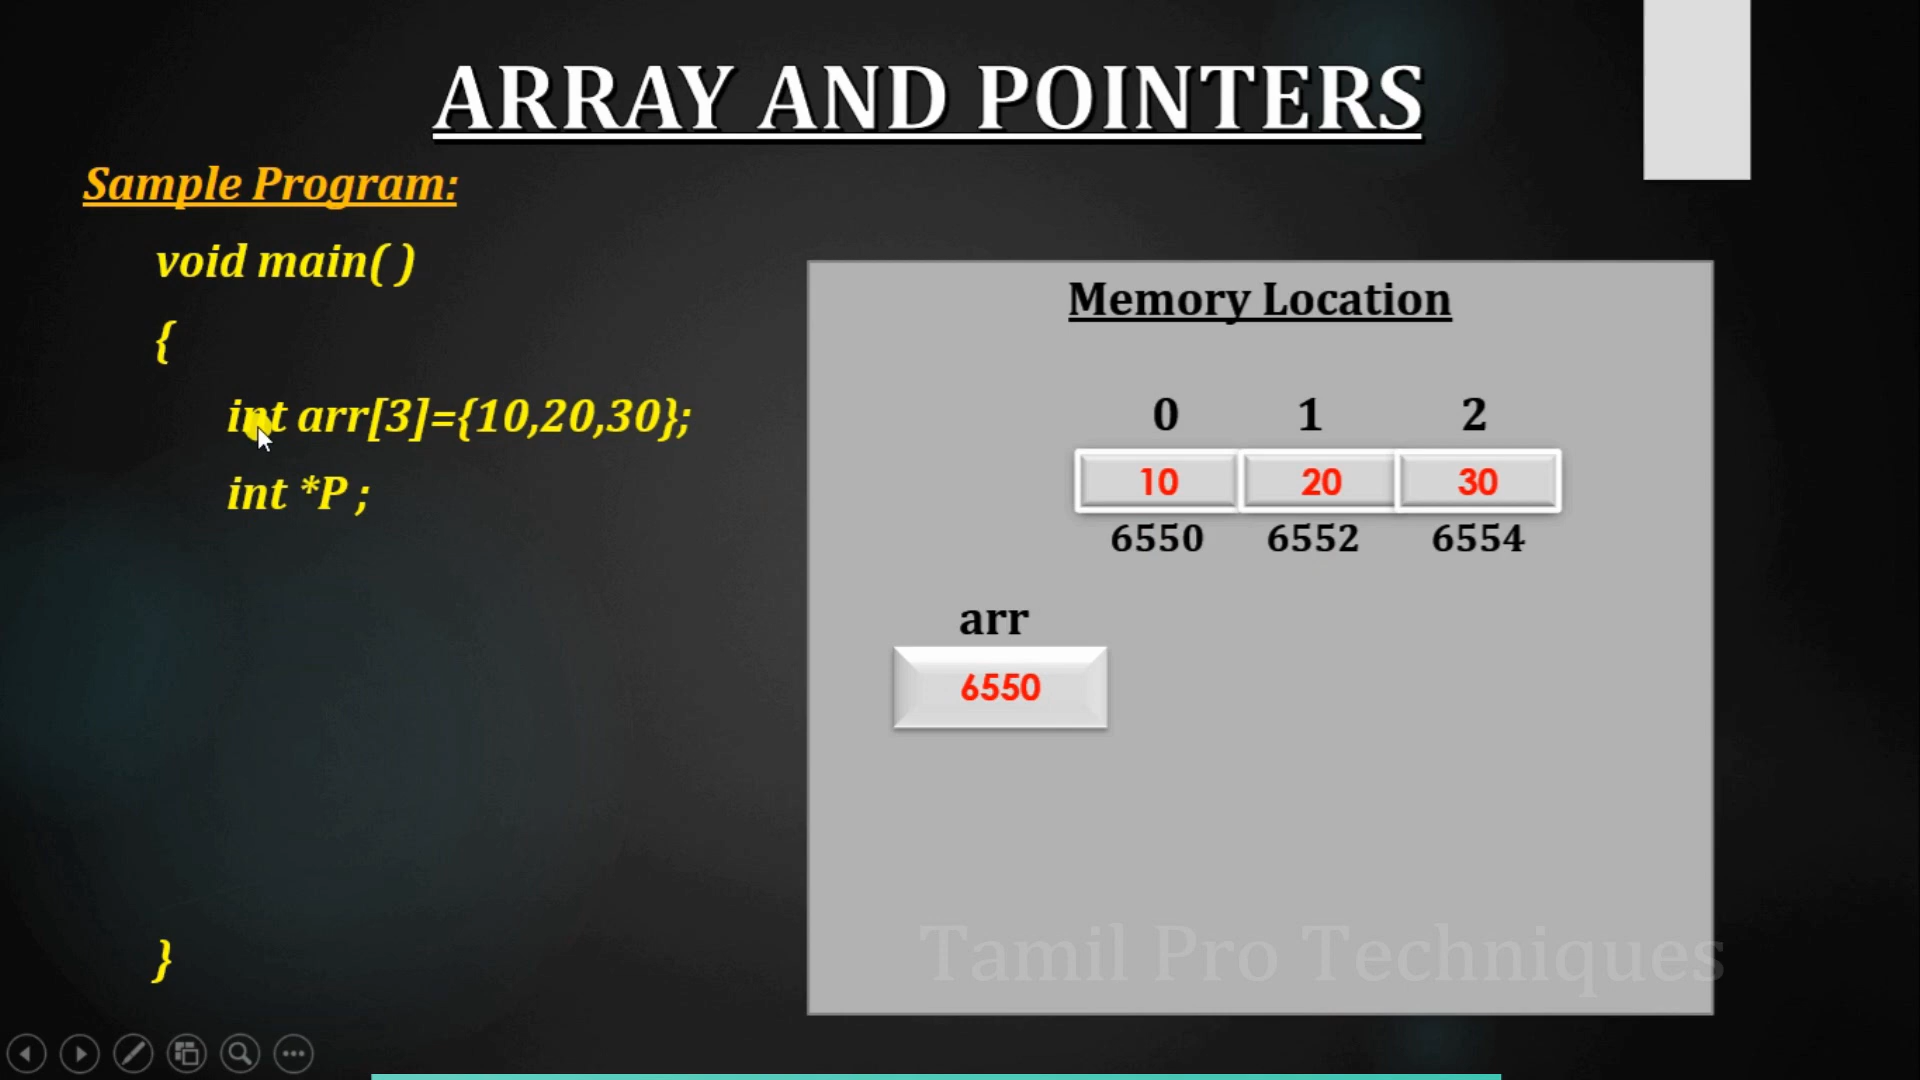 ARRAY AND POINTERS
Sample Program:
void main( )
{
int arr[3]={10,20,30};
int *P ;
}
Memory Location
0 1 2
10 20 30
6550 6552 6554
arr
6550
Tamil Pro Techniques